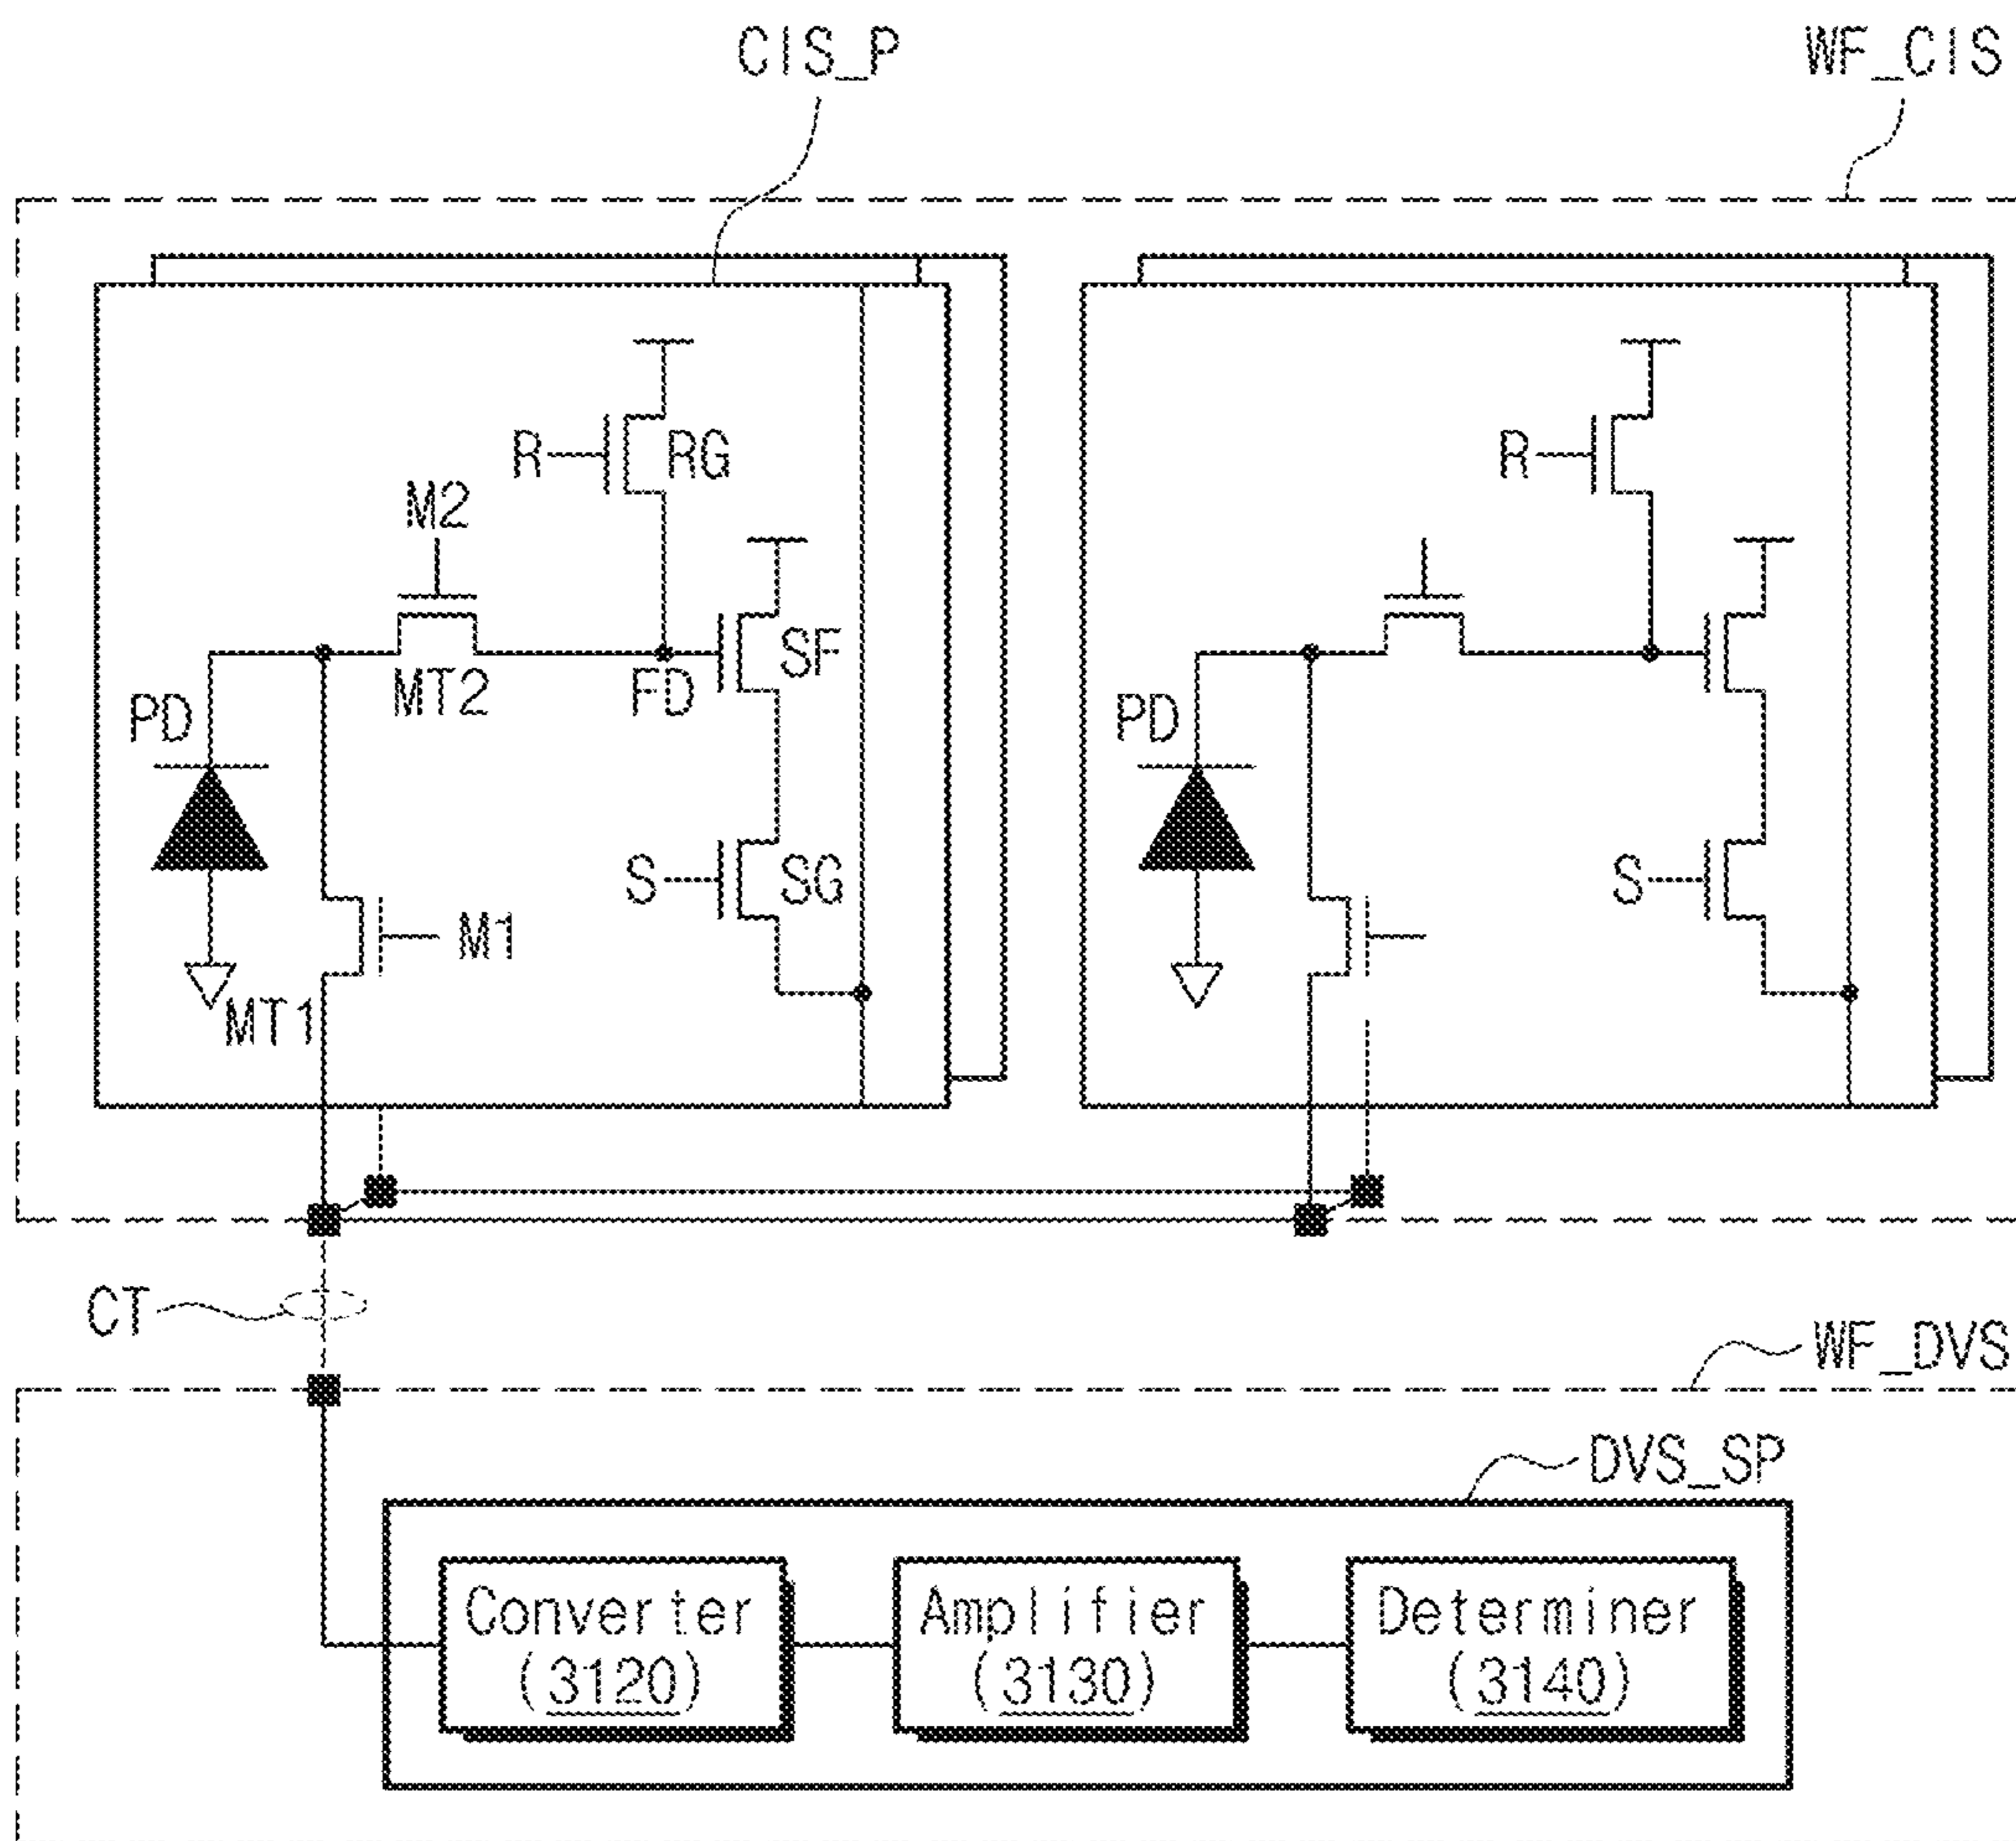 CIS_P
WF_CIS
R
RG
M2
SF
MT2
FD
PD
S
SG
M1
MT1
R
PD
S
CT
WF_DVS
DVS_SP
Converter
(3120)
Amplifier
(3130)
Determiner
(3140)